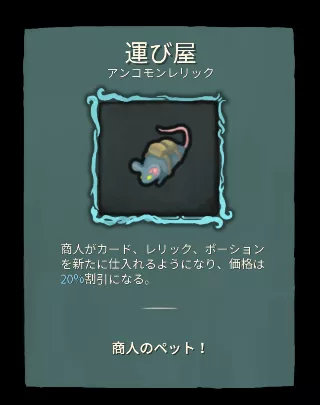 運び屋
アンコモンレリック
商人がカード、レリック、ポーション
を新たに仕入れるようになり、価格は
20%割引になる。
商人のペット！